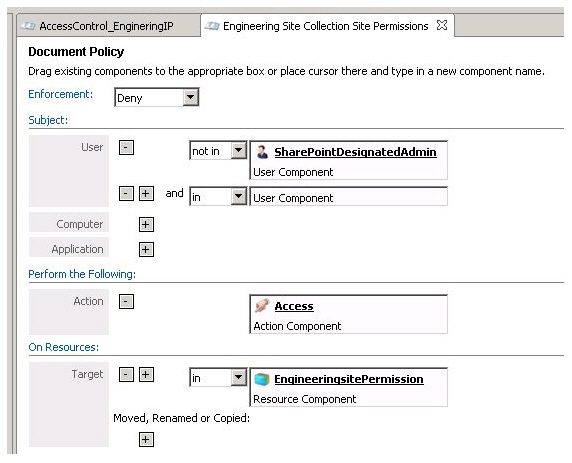 AccessControl_EngineringIP
Engineering Site Collection Site Permissions
Document Policy
Drag existing components to the appropriate box or place cursor there and type in a new component name.
Enforcement: Deny
Subject:
User - not in SharePointDesignatedAdmin
User Component
- + and in User Component
Computer +
Application +
Perform the Following:
Action - Access
Action Component
On Resources:
Target - + in EngineeringsitePermission
Resource Component
Moved, Renamed or Copied:
+